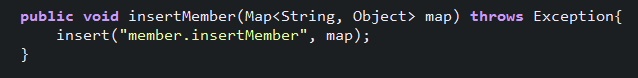 public void insertMember(Map<String, Object> map) throws Exception{
    insert("member.insertMember", map);
}